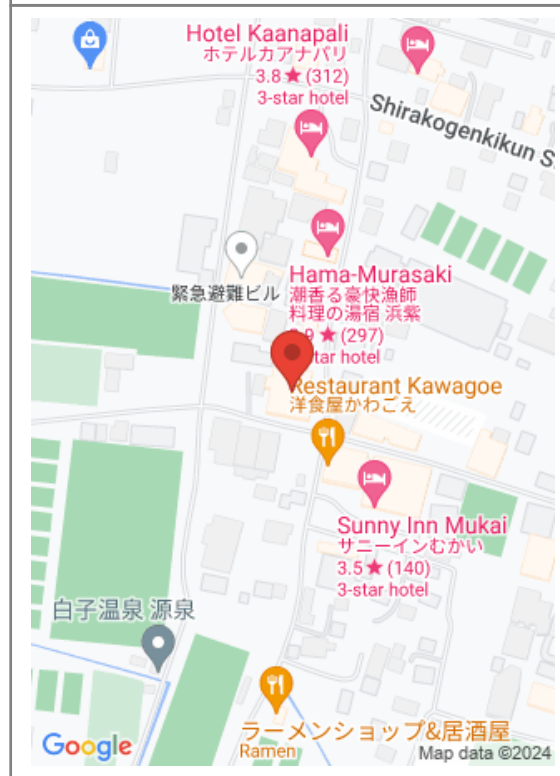 Hotel Kaanapali
ホテルカアナパリ
3.8★(312)
3-star hotel
Shirakogenkikun S
緊急避難ビル
Hama-Murasaki
潮香る豪快漁師
料理の湯宿 浜紫
★(297)
tar hotel
estaurant Kawagoe
洋食屋かわごえ
Sunny Inn Mukai
サニーインむかい
3.5★(140)
3-star hotel
白子温泉 源泉
ラーメンショップ&居酒屋
Ramen
Google
Map data ©2024